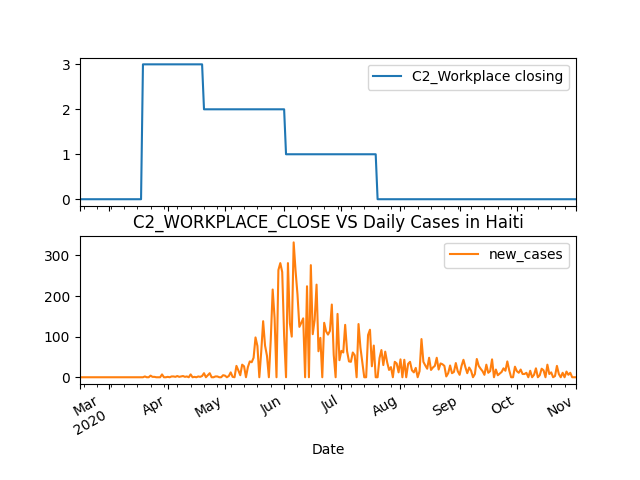 3
2
1
0
C2_Workplace closing
C2_WORKPLACE_CLOSE VS Daily Cases in Haiti
300
200
100
0
new_cases
Mar
2020
Apr
May
Jun
Jul
Aug
Sep
Oct
Nov
Date